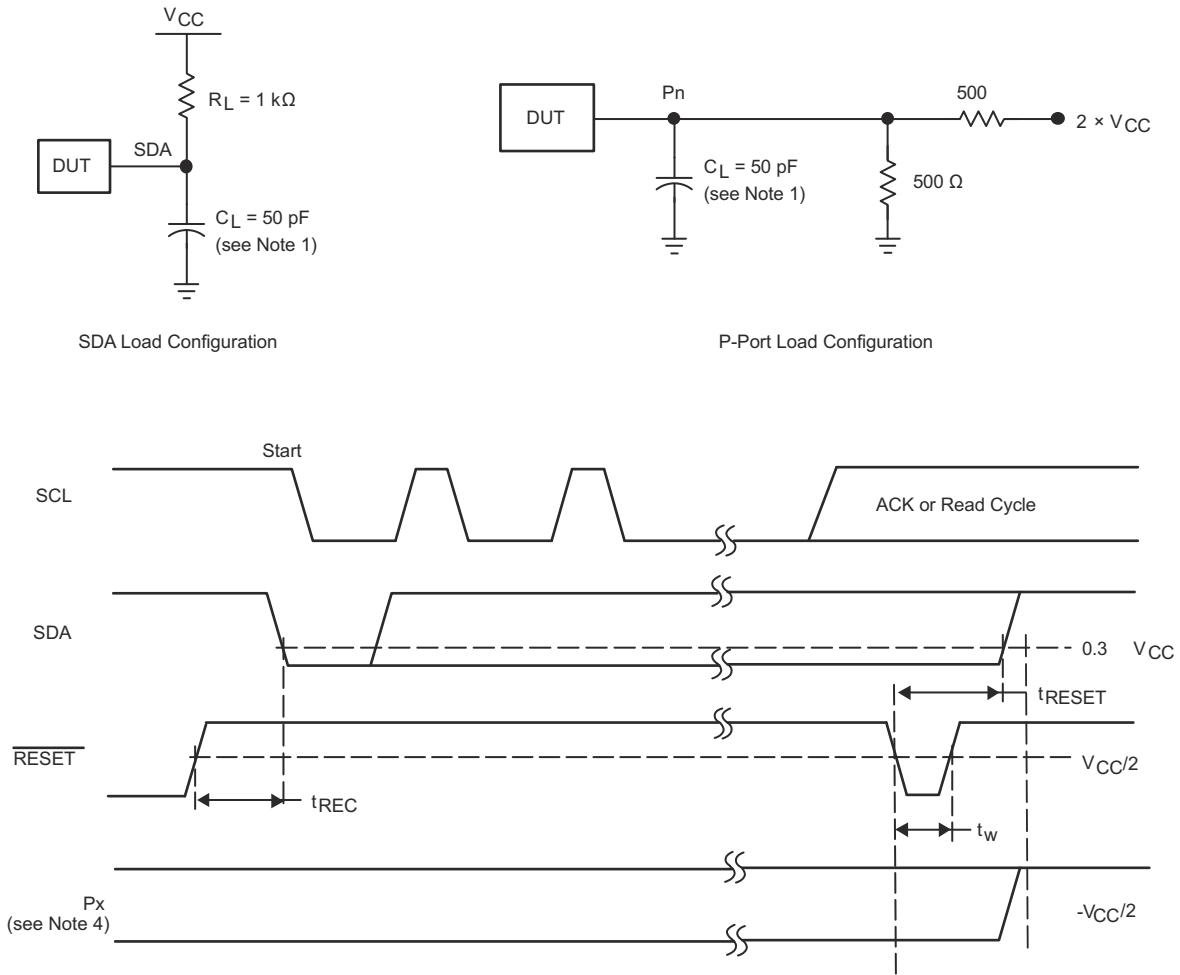 VCC
RL = 1 kΩ
DUT
SDA
CL = 50 pF
(see Note 1)
SDA Load Configuration
DUT
Pn
500
2 × VCC
CL = 50 pF
(see Note 1)
500 Ω
P-Port Load Configuration
Start
SCL
ACK or Read Cycle
SDA
0.3 VCC
tRESET
RESET
VCC/2
tREC
tw
Px
(see Note 4)
-VCC/2